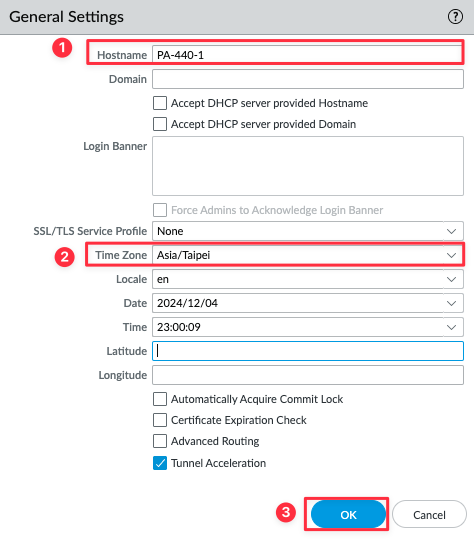 General Settings
1
Hostname PA-440-1
Domain
Accept DHCP server provided Hostname
Accept DHCP server provided Domain
Login Banner
Force Admins to Acknowledge Login Banner
SSL/TLS Service Profile None
2
Time Zone Asia/Taipei
Locale en
Date 2024/12/04
Time 23:00:09
Latitude
Longitude
Automatically Acquire Commit Lock
Certificate Expiration Check
Advanced Routing
Tunnel Acceleration
3
OK Cancel